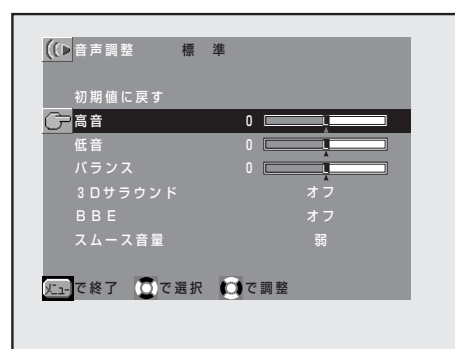 音声調整 標準
初期値に戻す
高音 0
低音 0
バランス 0
3Dサラウンド オフ
BBE オフ
スムース音量 弱
メニューで終了 で選択 で調整